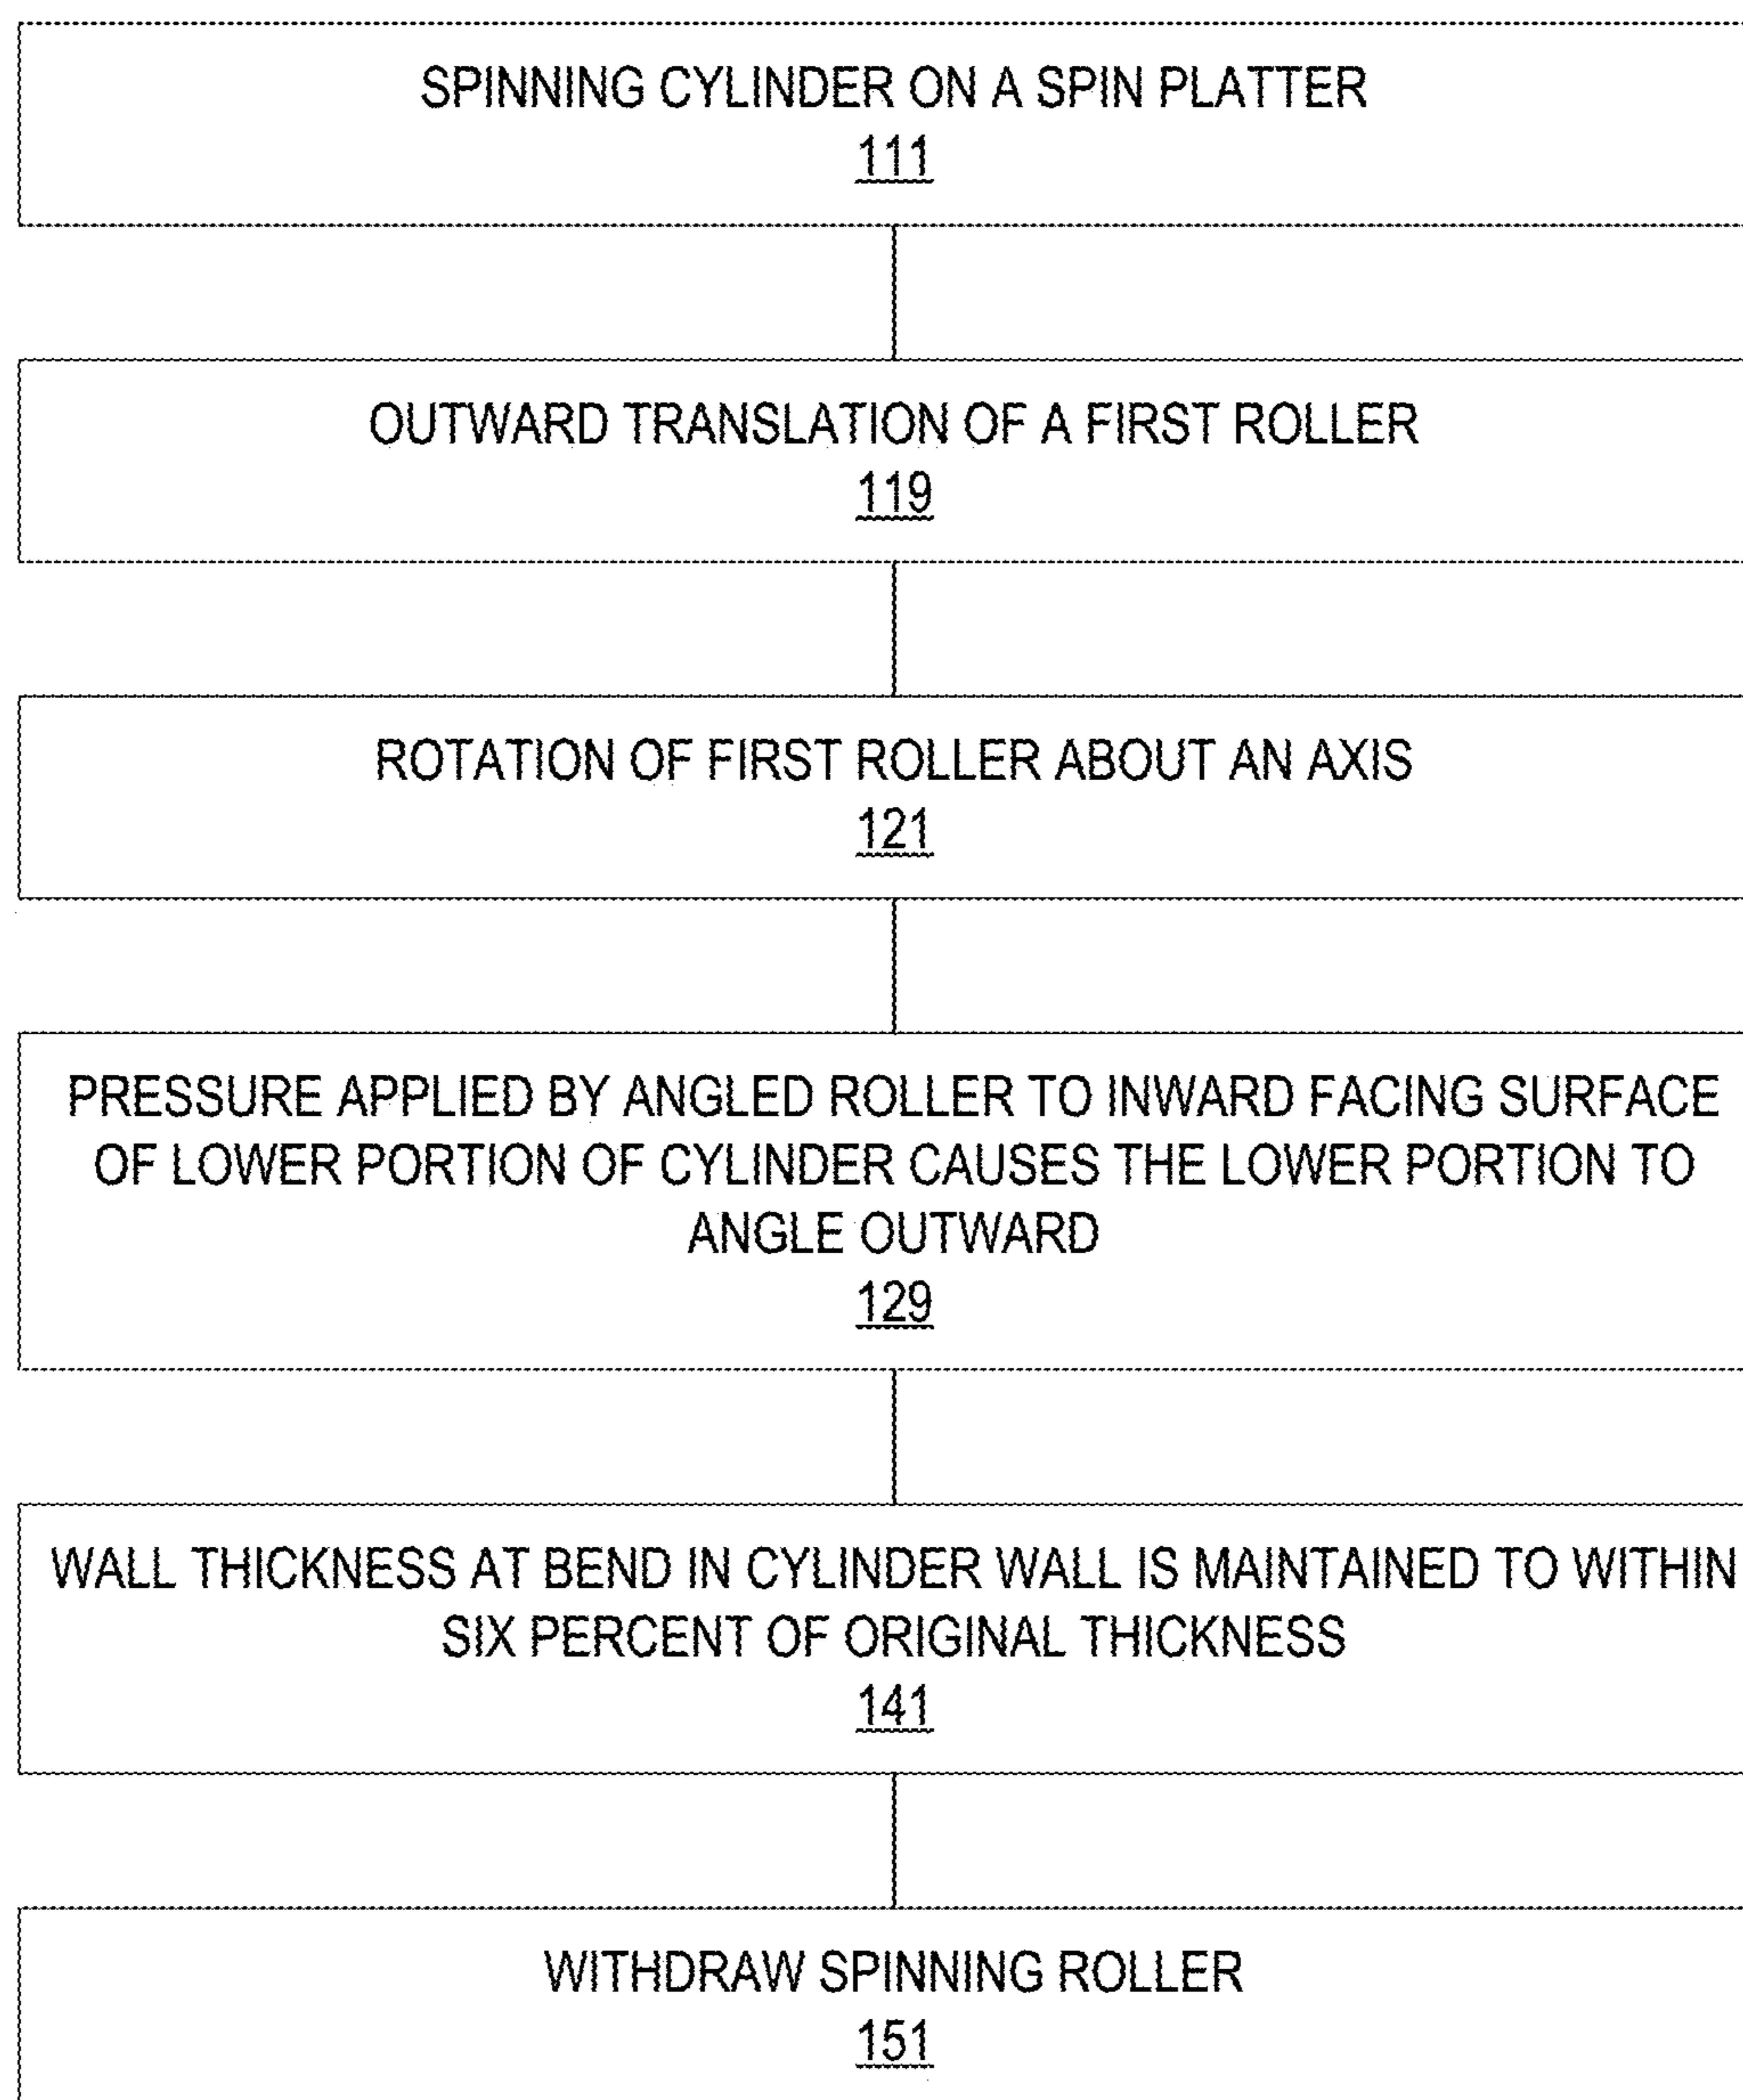 SPINNING CYLINDER ON A SPIN PLATTER
111
OUTWARD TRANSLATION OF A FIRST ROLLER
119
ROTATION OF FIRST ROLLER ABOUT AN AXIS
121
PRESSURE APPLIED BY ANGLED ROLLER TO INWARD FACING SURFACE
OF LOWER PORTION OF CYLINDER CAUSES THE LOWER PORTION TO
ANGLE OUTWARD
129
WALL THICKNESS AT BEND IN CYLINDER WALL IS MAINTAINED TO WITHIN
SIX PERCENT OF ORIGINAL THICKNESS
141
WITHDRAW SPINNING ROLLER
151